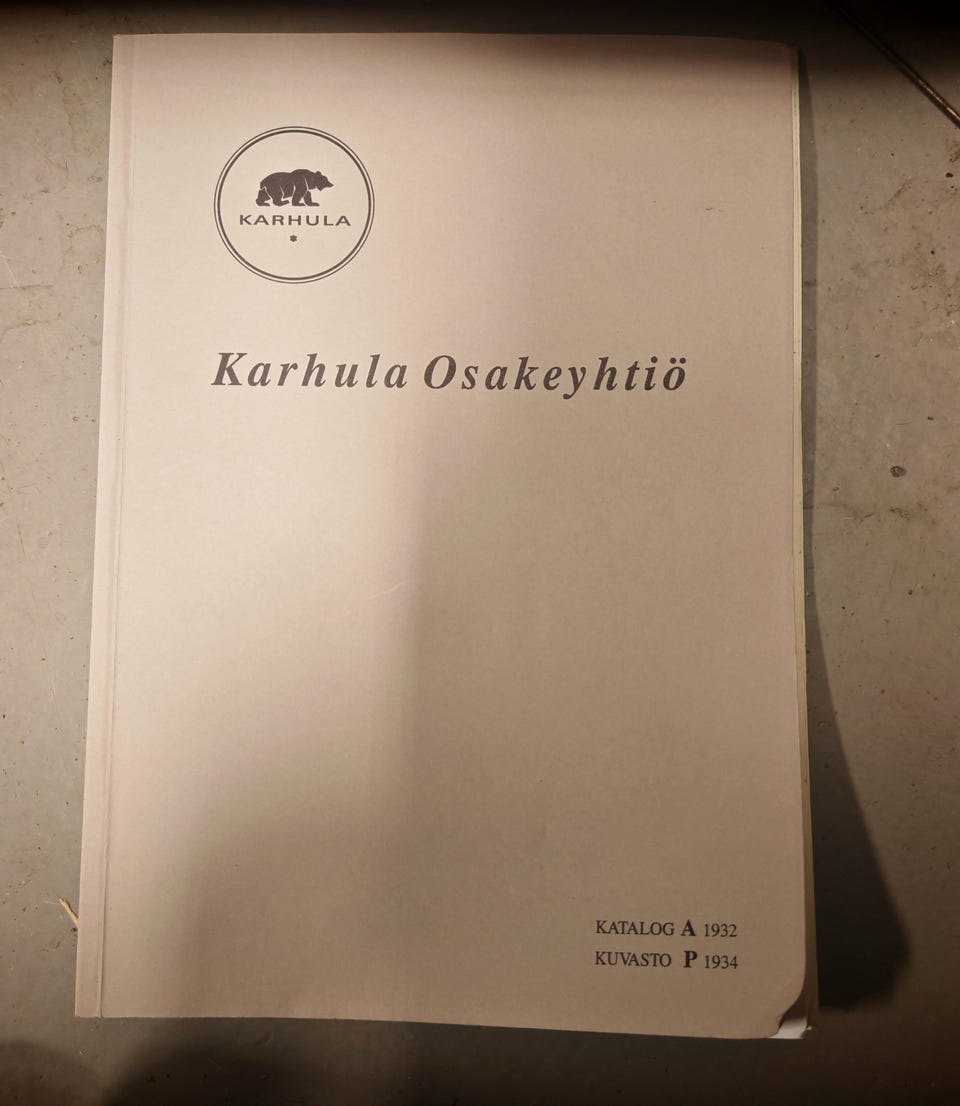 KARHULA
Karhula Osakeyhtiö
KATALOG A 1932
KUVASTO P 1934